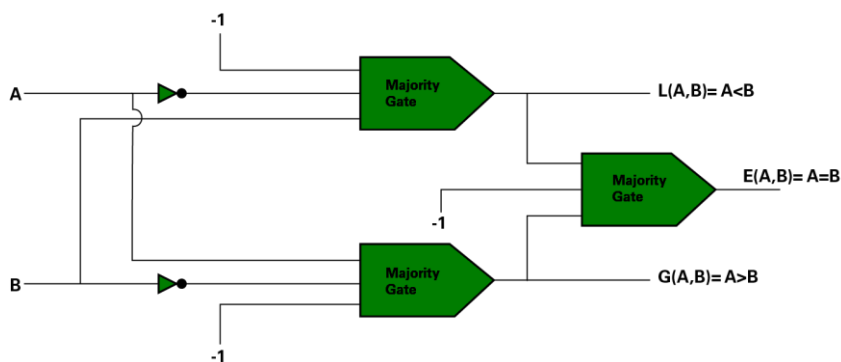 -1
A
Majority
Gate
L(A,B)= A<B
Majority
Gate
E(A,B)= A=B
-1
B
Majority
Gate
G(A,B)= A>B
-1